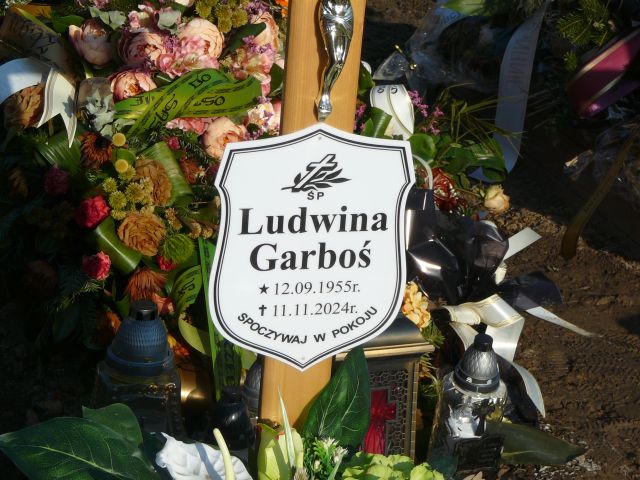 ŚP
Ludwina
Garboś
★ 12.09.1955r.
✝ 11.11.2024r.
SPOCZYWAJ W POKOJU